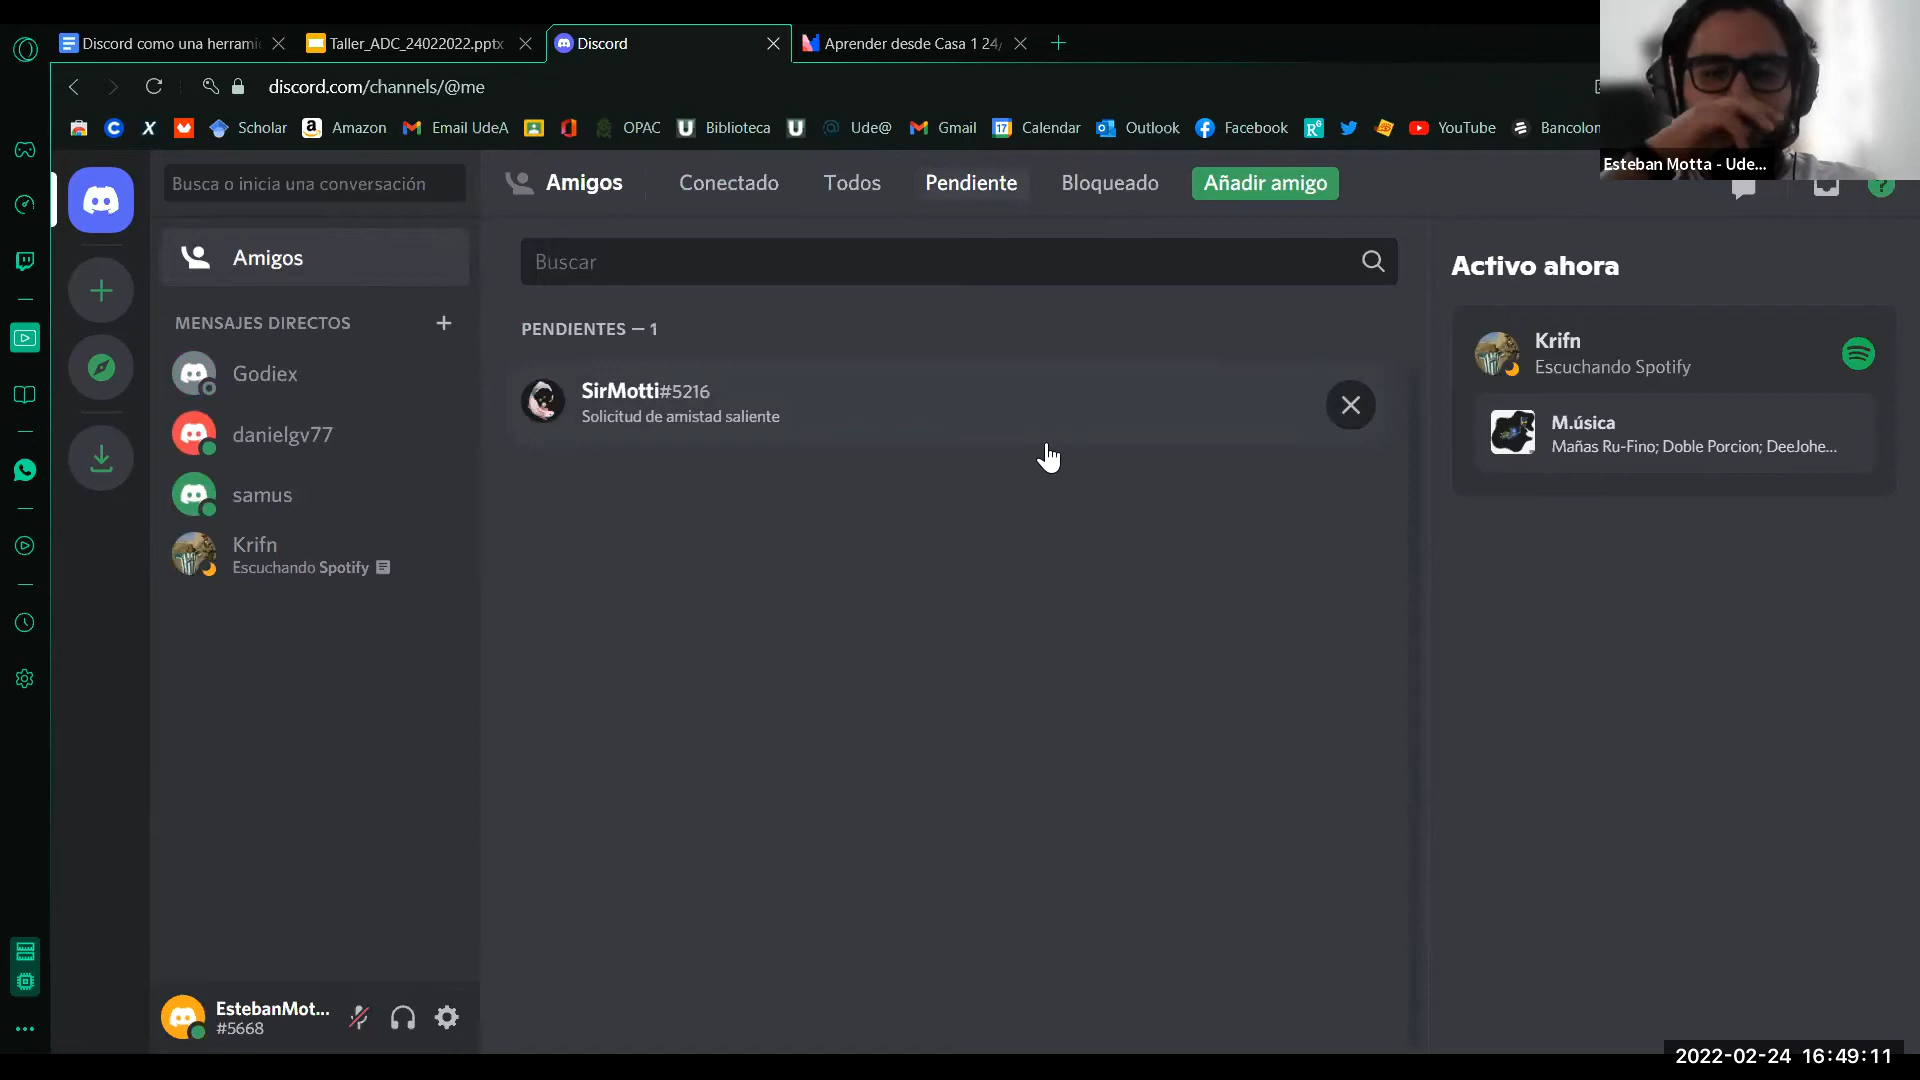 Discord como una herrami
Taller_ADC_24022022.pptx
Discord
Aprender desde Casa 1 24/
discord.com/channels/@me
Scholar
Amazon
Email UdeA
OPAC
Biblioteca
Ude@
Gmail
17
Calendar
Outlook
Facebook
YouTube
Bancolom
Esteban Motta - Ude...
Busca o inicia una conversación
Amigos
Conectado
Todos
Pendiente
Bloqueado
Añadir amigo
Amigos
MENSAJES DIRECTOS
Godiex
danielgv77
samus
Krifn
Escuchando Spotify
Buscar
PENDIENTES — 1
SirMotti#5216
Solicitud de amistad saliente
Activo ahora
Krifn
Escuchando Spotify
M.úsica
Mañas Ru-Fino; Doble Porcion; DeeJohe...
EstebanMot...
#5668
2022-02-24 16:49:11